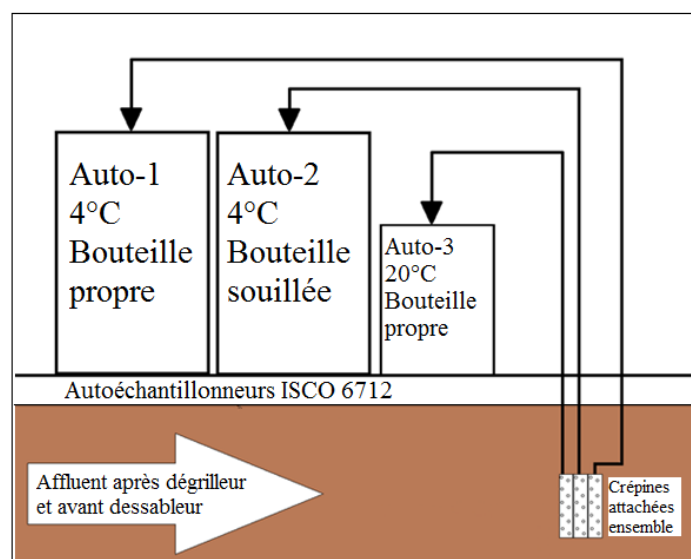 Auto-1
4°C
Bouteille
propre
Auto-2
4°C
Bouteille
souillée
Auto-3
20°C
Bouteille
propre
Autoéchantillonneurs ISCO 6712
Affluent après dégrilleur
et avant dessableur
Crépines
attachées
ensemble